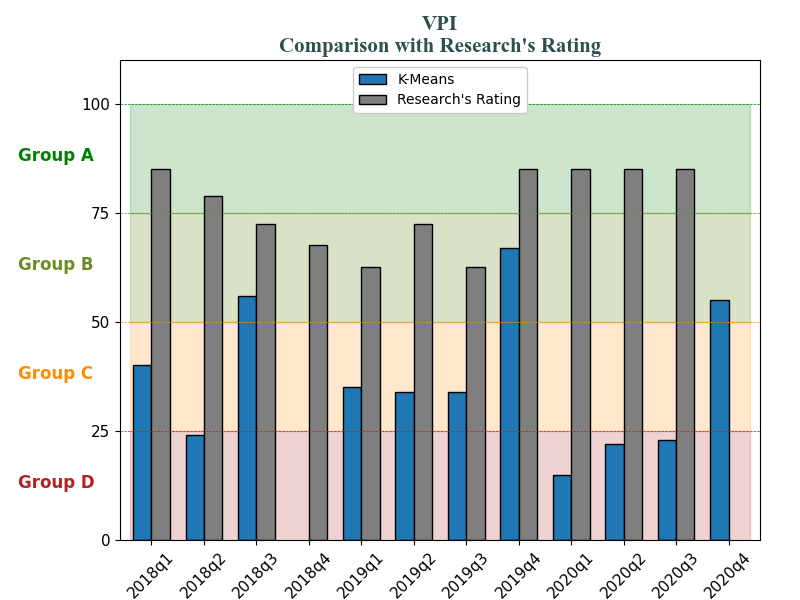 VPI
Comparison with Research's Rating
K-Means
Research's Rating
100
Group A
75
Group B
50
Group C
25
Group D
0
2018q1
2018q2
2018q3
2018q4
2019q1
2019q2
2019q3
2019q4
2020q1
2020q2
2020q3
2020q4